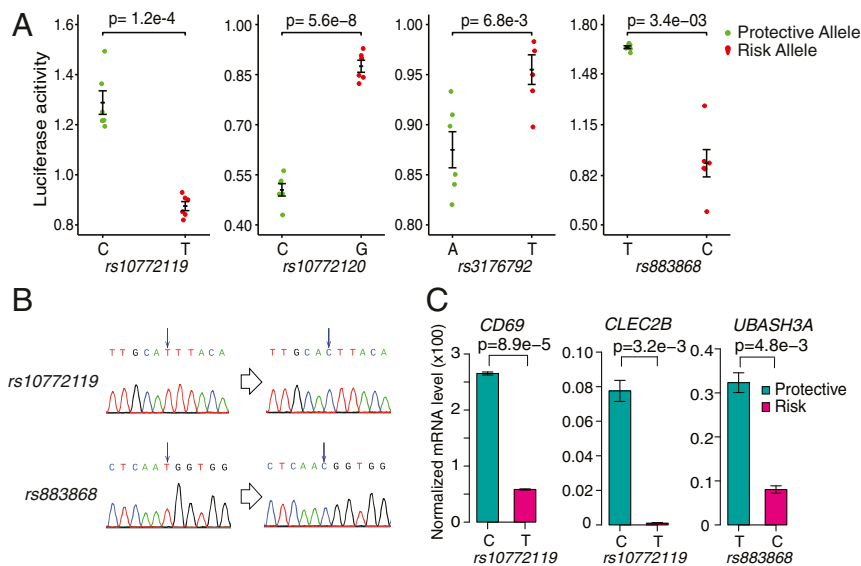 A
p= 1.2e-4
p= 5.6e−8
p= 6.8e-3
p= 3.4e−03
Protective Allele
Risk Allele
Luciferase acitivity
1.6
1.4
1.2
1.0
0.8
C T
rs10772119
1.00
0.85
0.70
0.55
0.40
C G
rs10772120
1.00
0.95
0.90
0.85
0.80
A T
rs3176792
1.80
1.48
1.15
0.82
0.50
T C
rs883868
B
rs10772119
T T G C A T T T A C A
T T G C A C T T A C A
rs883868
C T C A A T G G T G G
C T C A A C G G T G G
C
Normalized mRNA level (x100)
CD69
p=8.9e−5
3
2
1
0
C T
rs10772119
CLEC2B
p=3.2e−3
0.10
0.08
0.06
0.04
0.02
0
C T
rs10772119
UBASH3A
p=4.8e−3
0.4
0.3
0.2
0.1
0
T C
rs883868
Protective
Risk